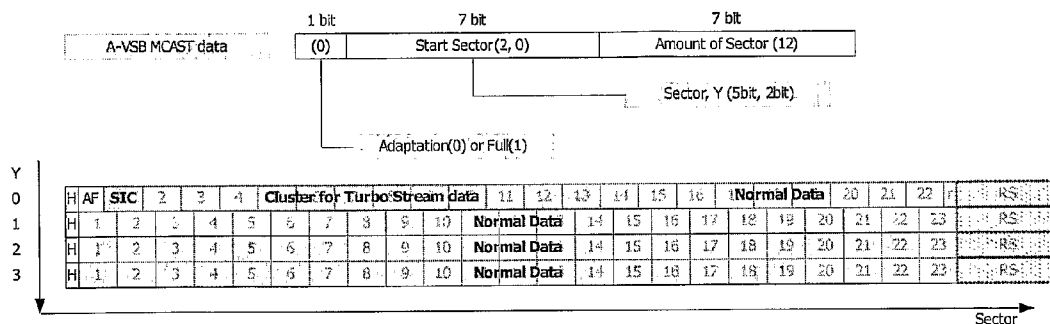 1 bit 7 bit 7 bit
A-VSB MCAST data (0) Start Sector(2, 0) Amount of Sector (12)
Sector, Y (5bit, 2bit)
Adaptation(0) or Full(1)
Y
0 H AF SIC 2 3 4 Cluster for Turbo Stream data 11 12 13 14 15 16 Normal Data 20 21 22 r RS
1 H 1 2 3 4 5 6 7 8 9 10 Normal Data 14 15 16 17 18 19 20 21 22 23 RS
2 H 1 2 3 4 5 6 7 8 9 10 Normal Data 14 15 16 17 18 19 20 21 22 23 RS
3 H 1 2 3 4 5 6 7 8 9 10 Normal Data 14 15 16 17 18 19 20 21 22 23 RS
Sector